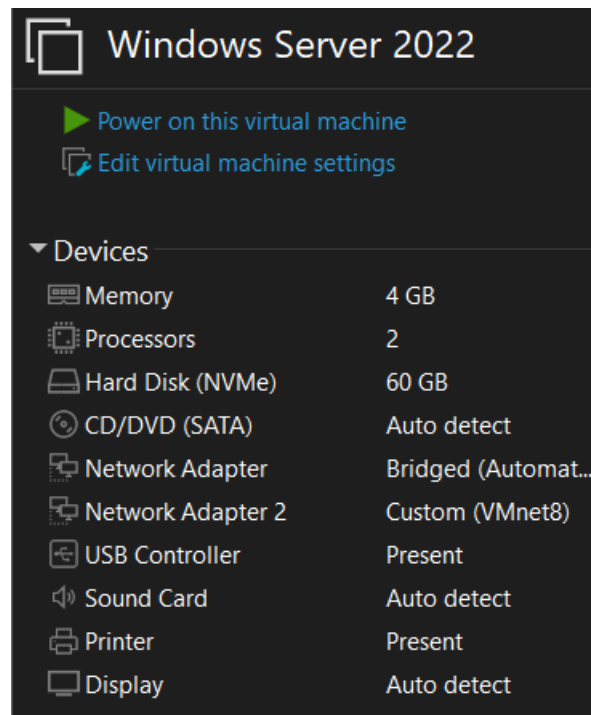 Windows Server 2022
Power on this virtual machine
Edit virtual machine settings
Devices
Memory 4 GB
Processors 2
Hard Disk (NVMe) 60 GB
CD/DVD (SATA) Auto detect
Network Adapter Bridged (Automat...
Network Adapter 2 Custom (VMnet8)
USB Controller Present
Sound Card Auto detect
Printer Present
Display Auto detect